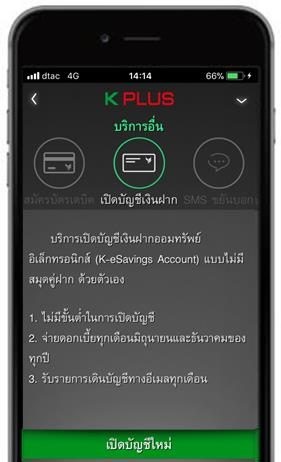 dtac 4G 14:14 66%
K PLUS
บริการอื่น
สมัครบัตรเดบิต เปิดบัญชีเงินฝาก SMS ขยันบอก
บริการเปิดบัญชีเงินฝากออมทรัพย์
อิเล็กทรอนิกส์ (K-eSavings Account) แบบไม่มี
สมุดคู่ฝาก ด้วยตัวเอง
1. ไม่มีขั้นต่ำในการเปิดบัญชี
2. จ่ายดอกเบี้ยทุกเดือนมิถุนายนและธันวาคมของ
ทุกปี
3. รับรายการเดินบัญชีทางอีเมลทุกเดือน
เปิดบัญชีใหม่